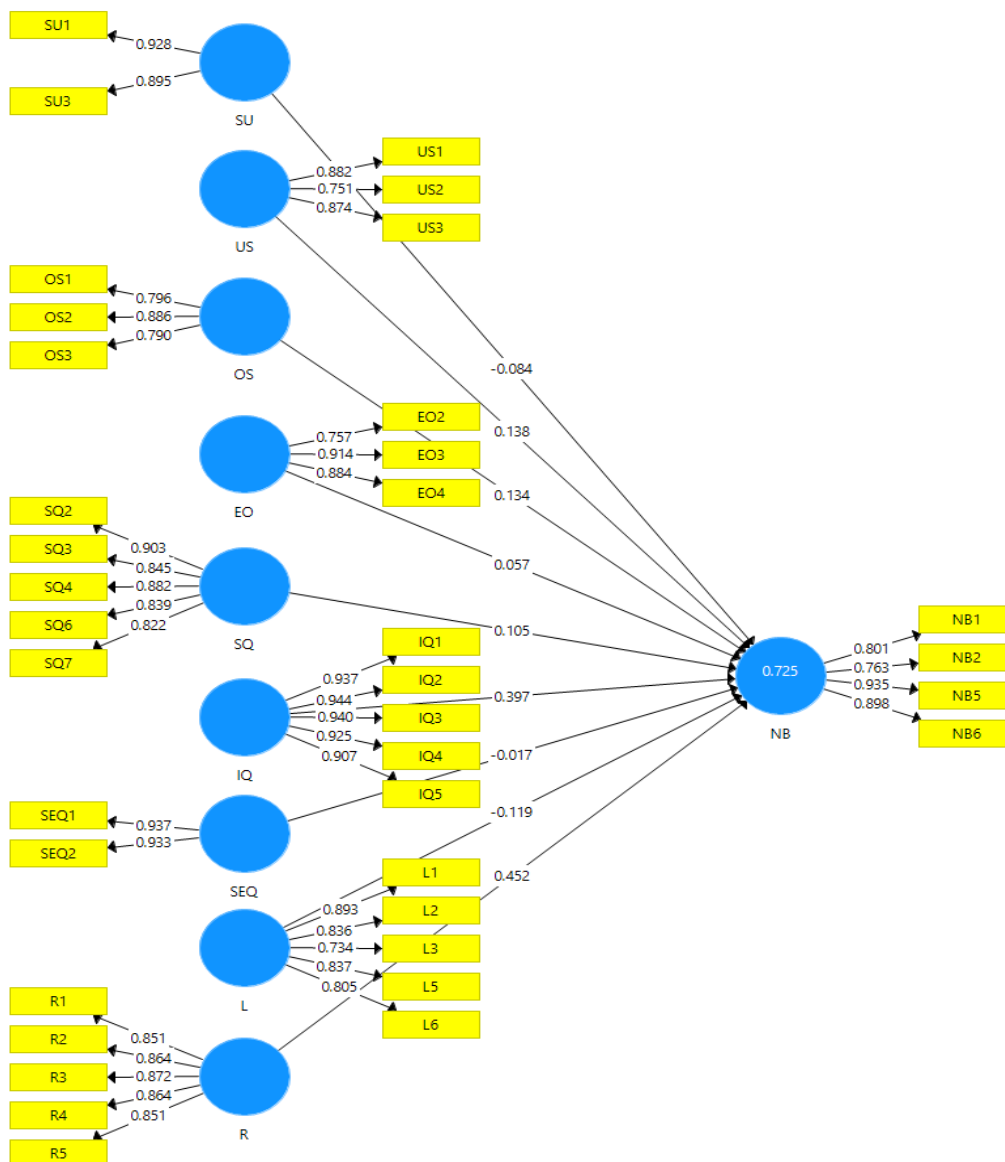 SU1
0.928
0.895
SU3
SU
US1
0.882
0.751
US2
0.874
US3
US
OS1
0.796
OS2
0.886
0.790
OS3
OS
-0.084
0.138
0.134
EO2
0.757
0.914
EO3
0.884
EO4
EO
0.057
SQ2
0.903
SQ3
0.845
SQ4
0.882
0.839
SQ6
0.822
SQ7
SQ
0.105
IQ1
0.937
IQ2
0.944
0.397
0.940
IQ3
0.925
IQ4
0.907
IQ5
IQ
-0.017
-0.119
0.452
NB1
0.801
0.763
NB2
0.725
0.935
NB5
0.898
NB6
NB
SEQ1
0.937
0.933
SEQ2
SEQ
L1
0.893
L2
0.836
0.734
L3
0.837
L5
0.805
L6
L
R1
0.851
R2
0.864
R3
0.872
0.864
R4
0.851
R5
R